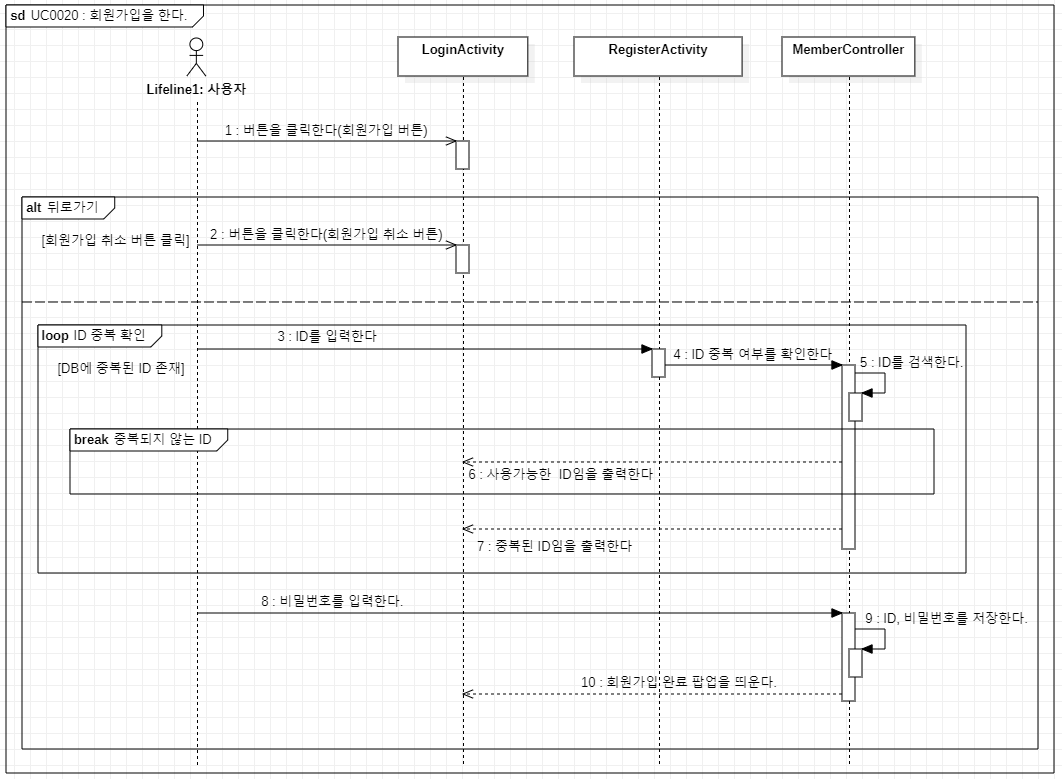 sd UC0020 : 회원가입을 한다.
LoginActivity
RegisterActivity
MemberController
Lifeline1: 사용자
1 : 버튼을 클릭한다(회원가입 버튼)
alt 뒤로가기
[회원가입 취소 버튼 클릭]
2 : 버튼을 클릭한다(회원가입 취소 버튼)
loop ID 중복 확인
3 : ID를 입력한다
[DB에 중복된 ID 존재]
4 : ID 중복 여부를 확인한다
5 : ID를 검색한다.
break 중복되지 않는 ID
6 : 사용가능한 ID임을 출력한다
7 : 중복된 ID임을 출력한다
8 : 비밀번호를 입력한다.
9 : ID, 비밀번호를 저장한다.
10 : 회원가입 완료 팝업을 띄운다.